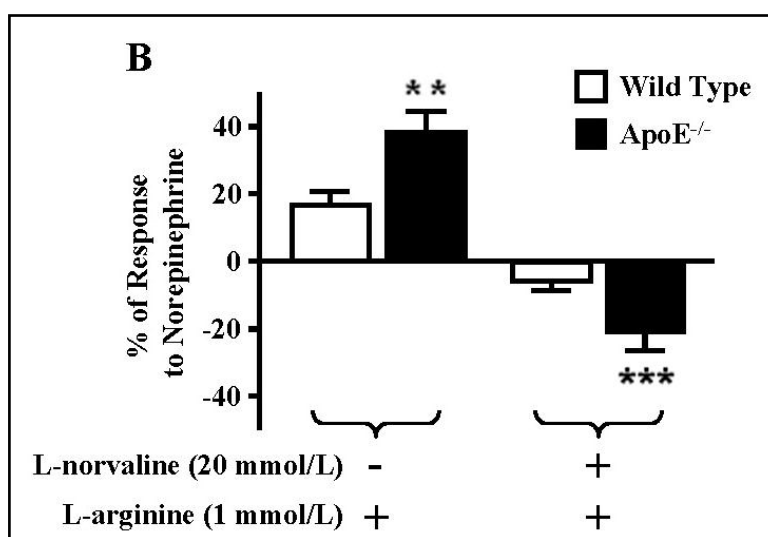 B
Wild Type
ApoE-/-
% of Response
to Norepinephrine
40
20
0
-20
-40
**
***
L-norvaline (20 mmol/L) - +
L-arginine (1 mmol/L) + +